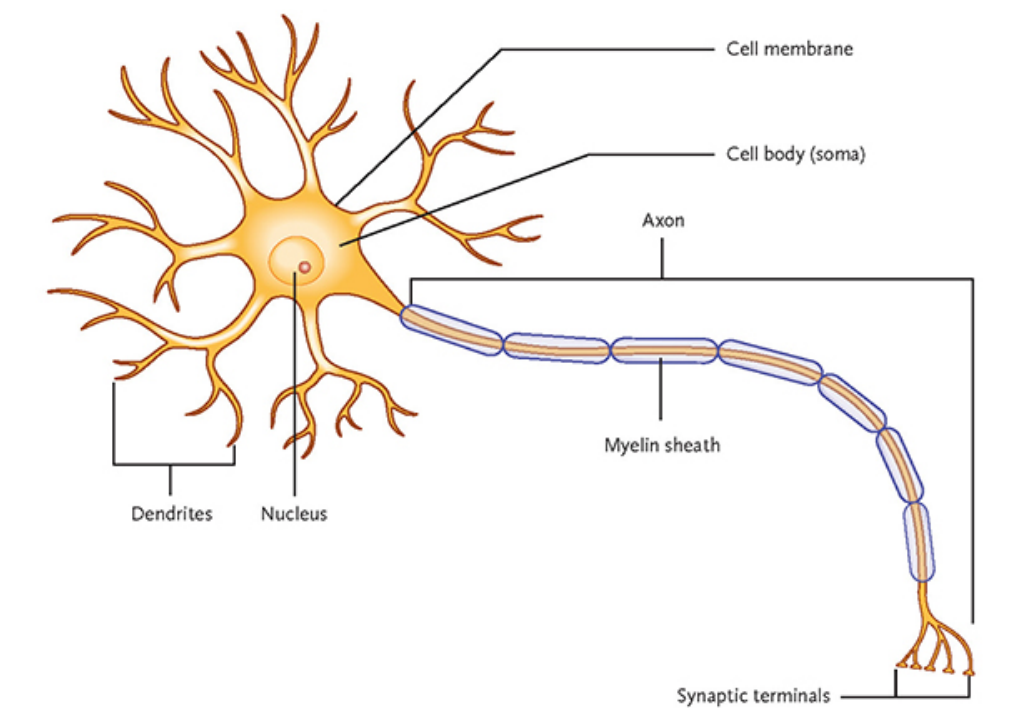 Cell membrane
Cell body (soma)
Axon
Myelin sheath
Dendrites
Nucleus
Synaptic terminals